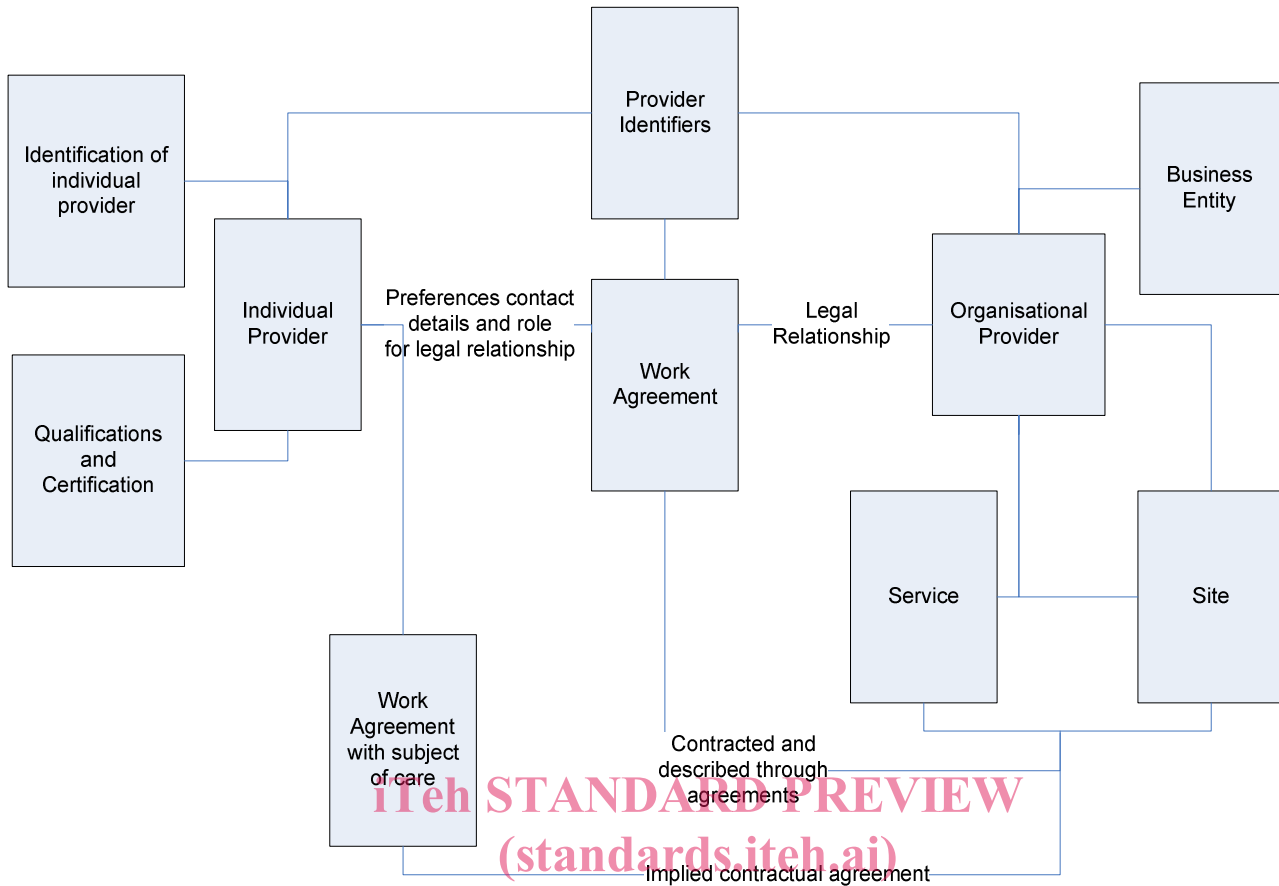 Provider
Identifiers
Identification of
individual
provider
Business
Entity
Individual
Provider
Preferences contact
details and role
for legal relationship
Legal
Relationship
Organisational
Provider
Work
Agreement
Qualifications
and
Certification
Service
Site
Work
Agreement
with subject
of care
Contracted and
described through
agreements
iTeh STANDARD PREVIEW
(standards.iteh.ai)
Implied contractual agreement